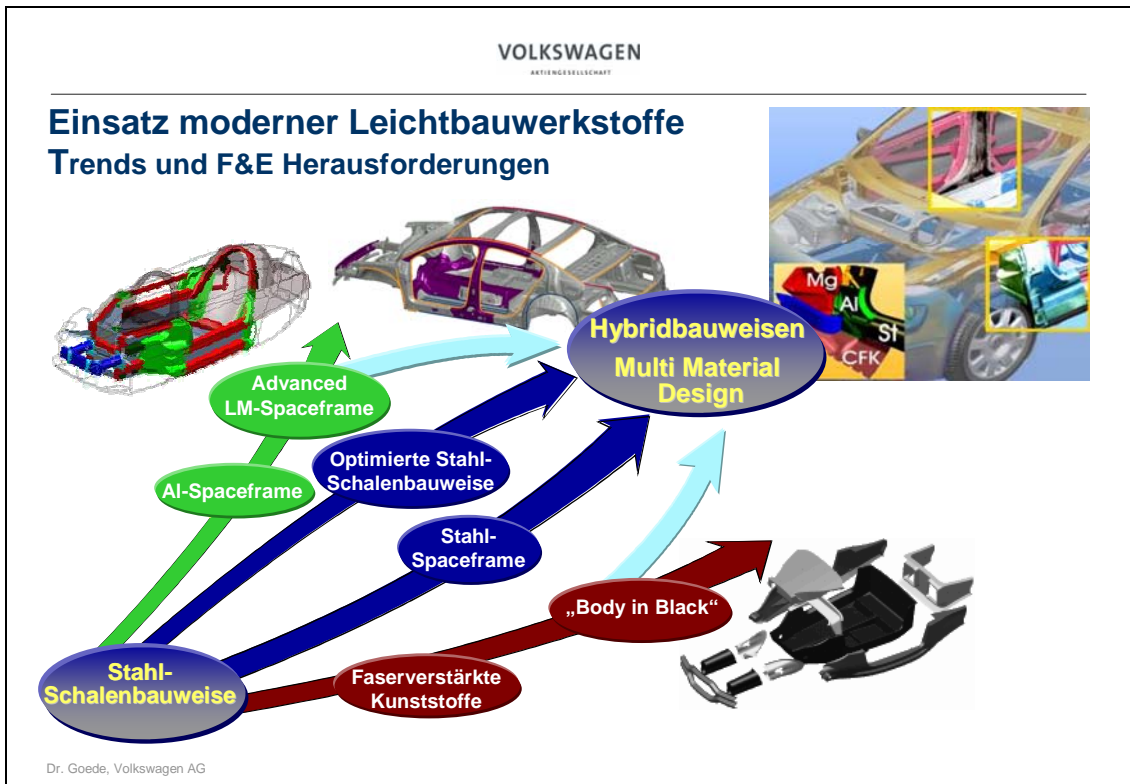 VOLKSWAGEN
AKTIENGESELLSCHAFT
Einsatz moderner Leichtbauwerkstoffe
Trends und F&E Herausforderungen
Mg
Al
St
CFK
Hybridbauweisen
Multi Material
Design
Advanced
LM-Spaceframe
Optimierte Stahl-
Schalenbauweise
Al-Spaceframe
Stahl-
Spaceframe
„Body in Black“
Stahl-
Schalenbauweise
Faserverstärkte
Kunststoffe
Dr. Goede, Volkswagen AG